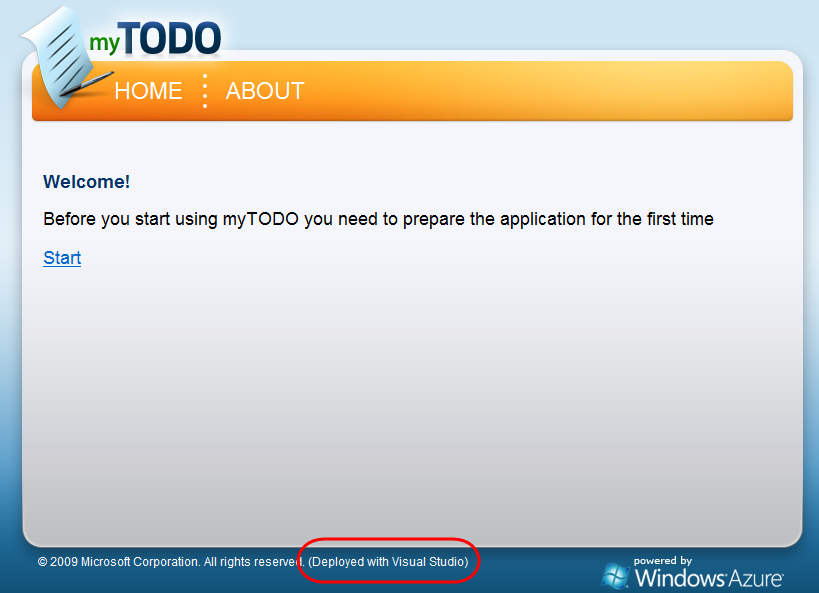 myTODO
HOME ABOUT
Welcome!
Before you start using myTODO you need to prepare the application for the first time
Start
© 2009 Microsoft Corporation. All rights reserved. (Deployed with Visual Studio)
powered by
Windows Azure